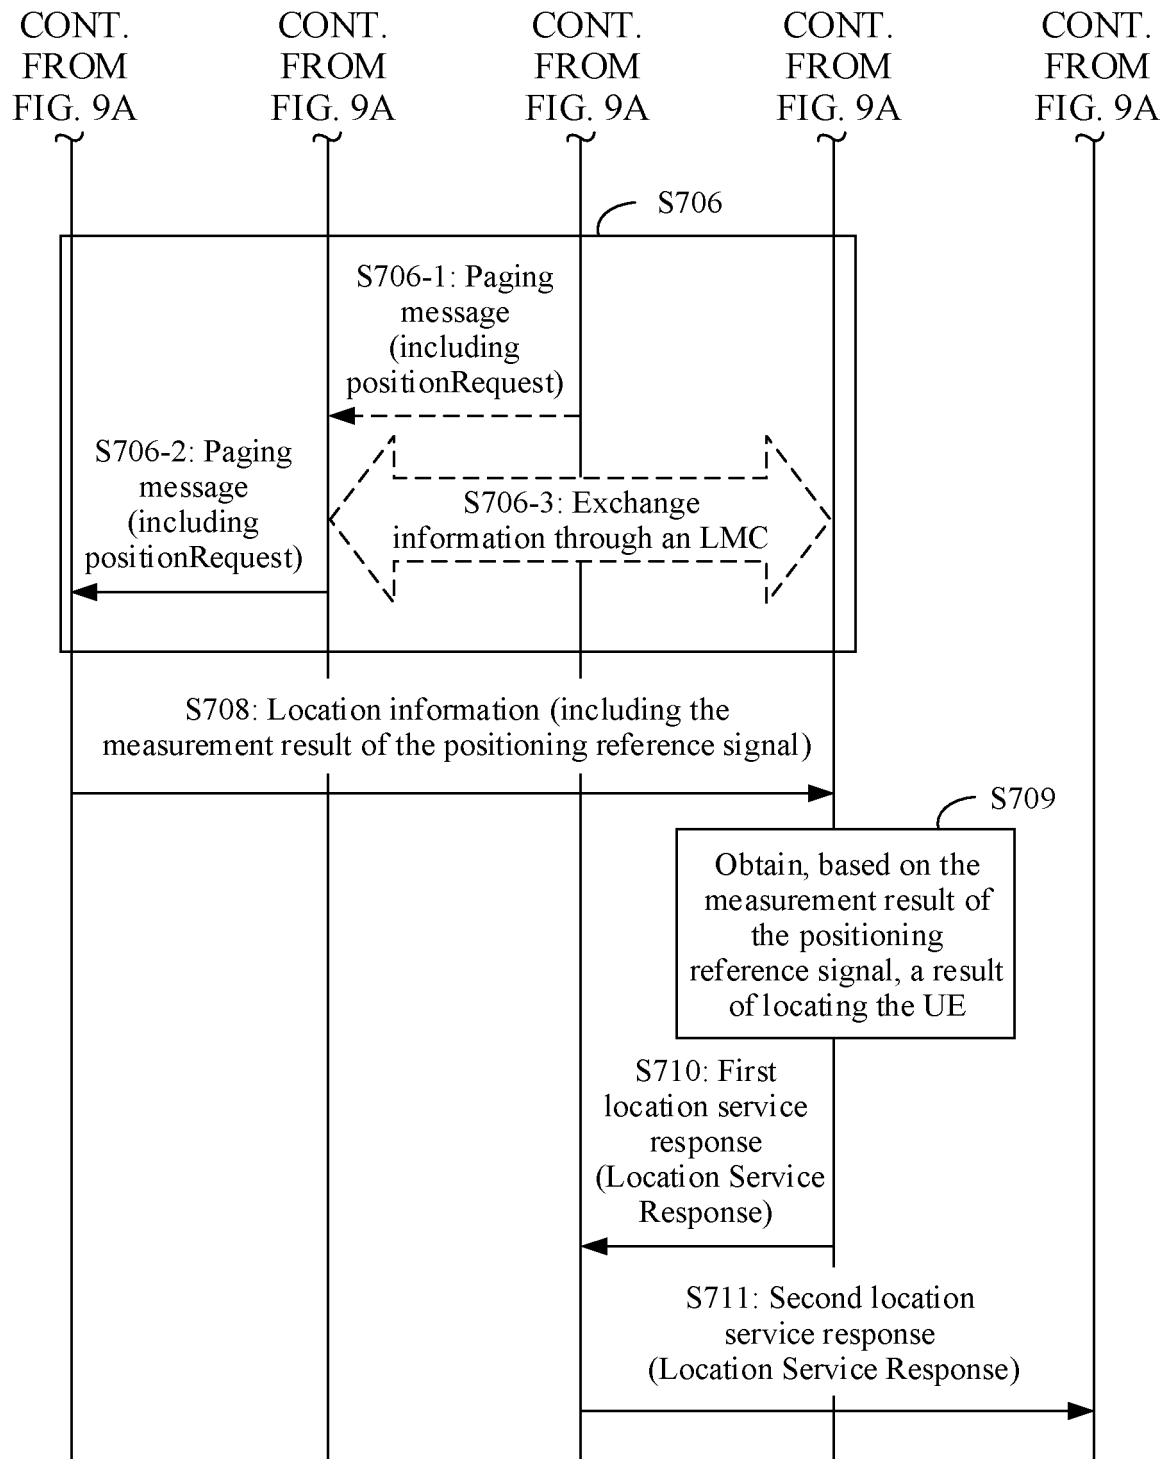 CONT.
FROM
FIG. 9A
CONT.
FROM
FIG. 9A
CONT.
FROM
FIG. 9A
CONT.
FROM
FIG. 9A
CONT.
FROM
FIG. 9A
S706
S706-1: Paging
message
(including
positionRequest)
S706-2: Paging
message
(including
positionRequest)
S706-3: Exchange
information through an LMC
S708: Location information (including the
measurement result of the positioning reference signal)
S709
Obtain, based on the
measurement result of
the positioning
reference signal, a result
of locating the UE
S710: First
location service
response
(Location Service
Response)
S711: Second location
service response
(Location Service Response)